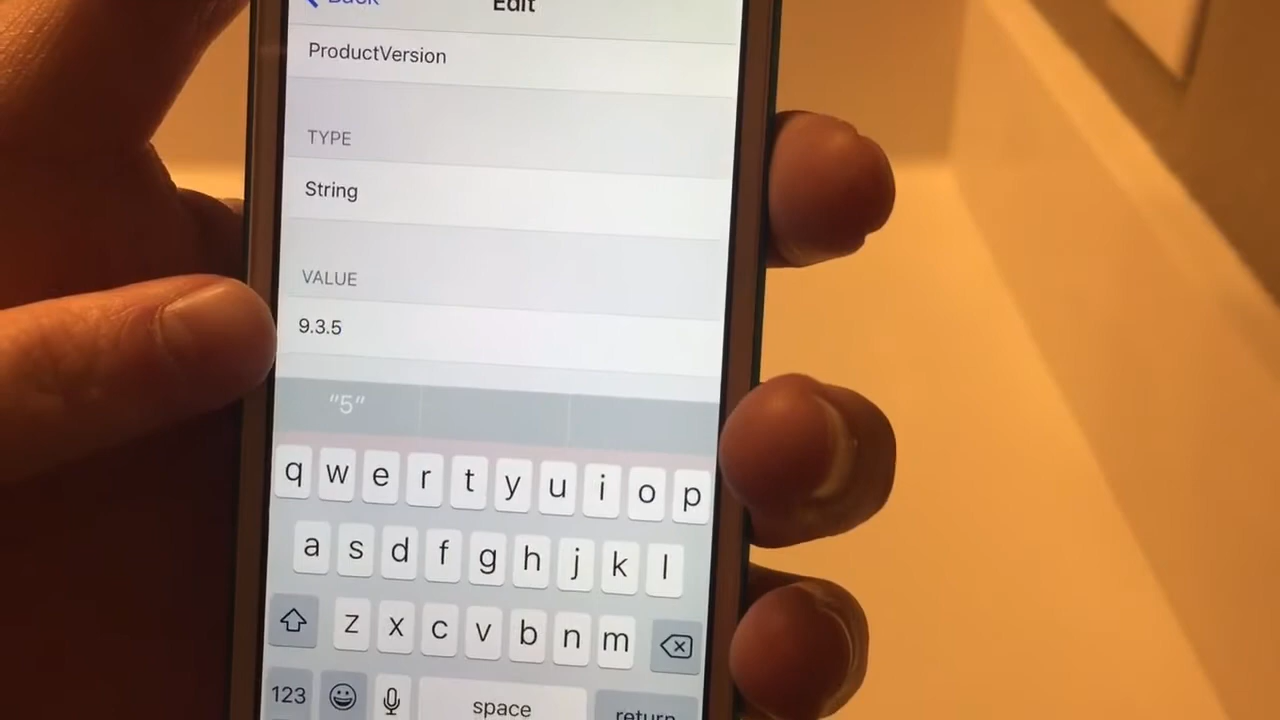 Back Edit
ProductVersion
TYPE
String
VALUE
9.3.5
"5"
q w e r t y u i o p
a s d f g h j k l
z x c v b n m
123 space return